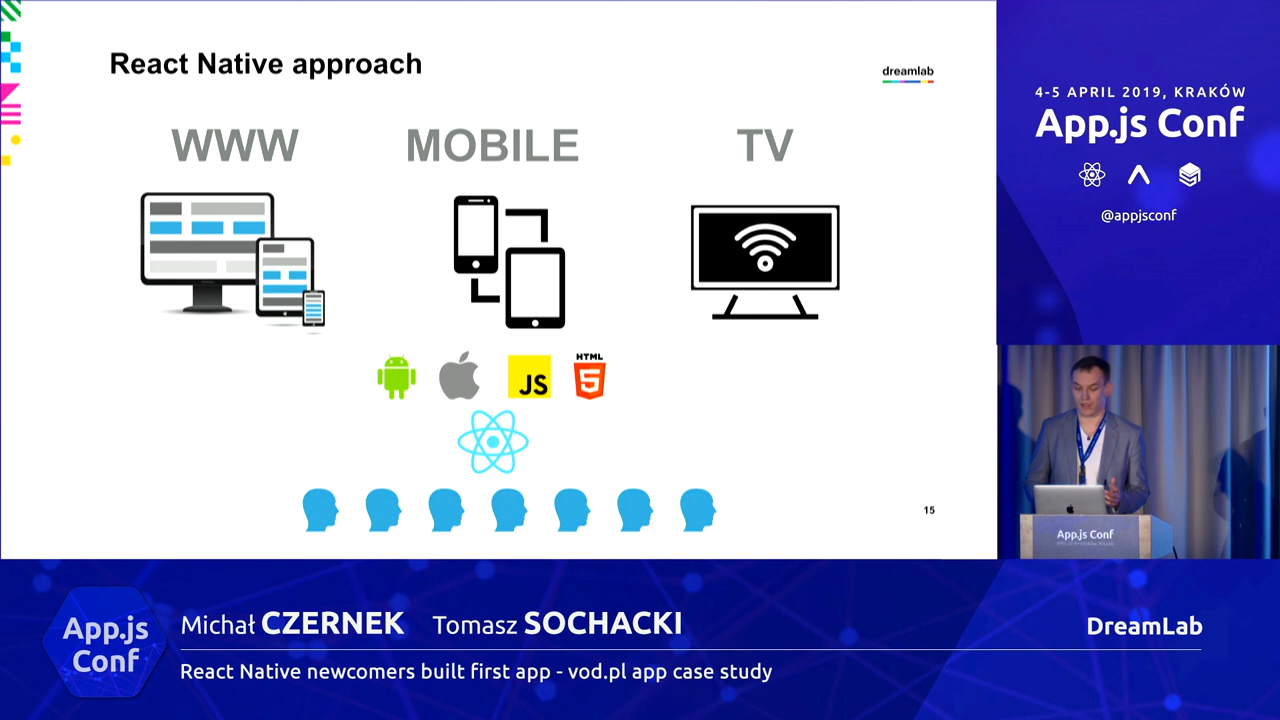 React Native approach
dreamlab
WWW MOBILE TV
JS
HTML
5
15
4-5 APRIL 2019, KRAKÓW
App.js Conf
@appjsconf
App.js Conf
App.js
Conf
Michał CZERNEK Tomasz SOCHACKI
DreamLab
React Native newcomers built first app - vod.pl app case study